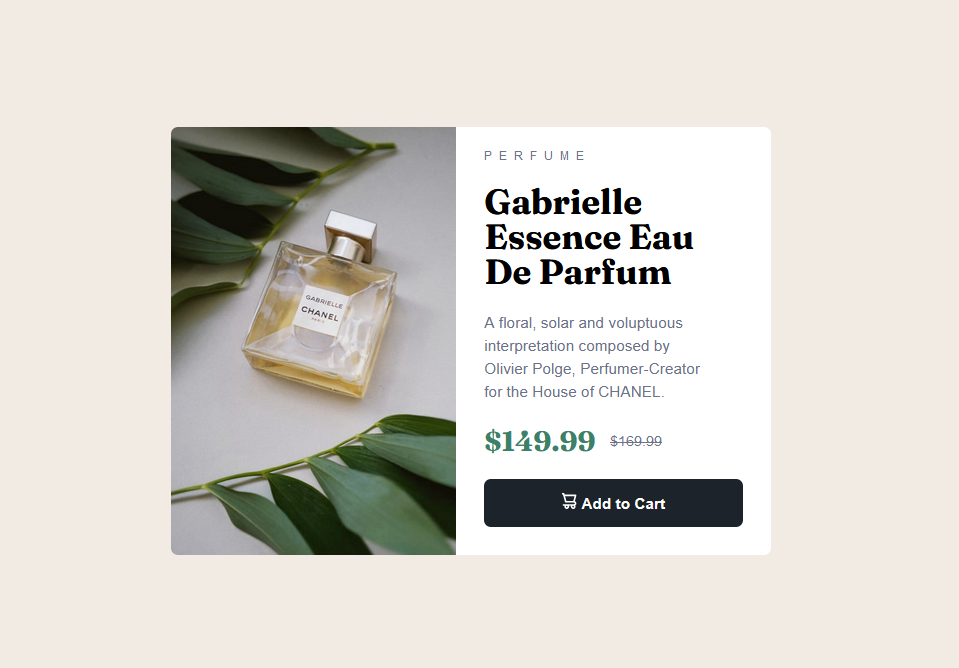 GABRIELLE
CHANEL
PARIS
PERFUME
Gabrielle
Essence Eau
De Parfum
A floral, solar and voluptuous
interpretation composed by
Olivier Polge, Perfumer-Creator
for the House of CHANEL.
$149.99 $169.99
Add to Cart